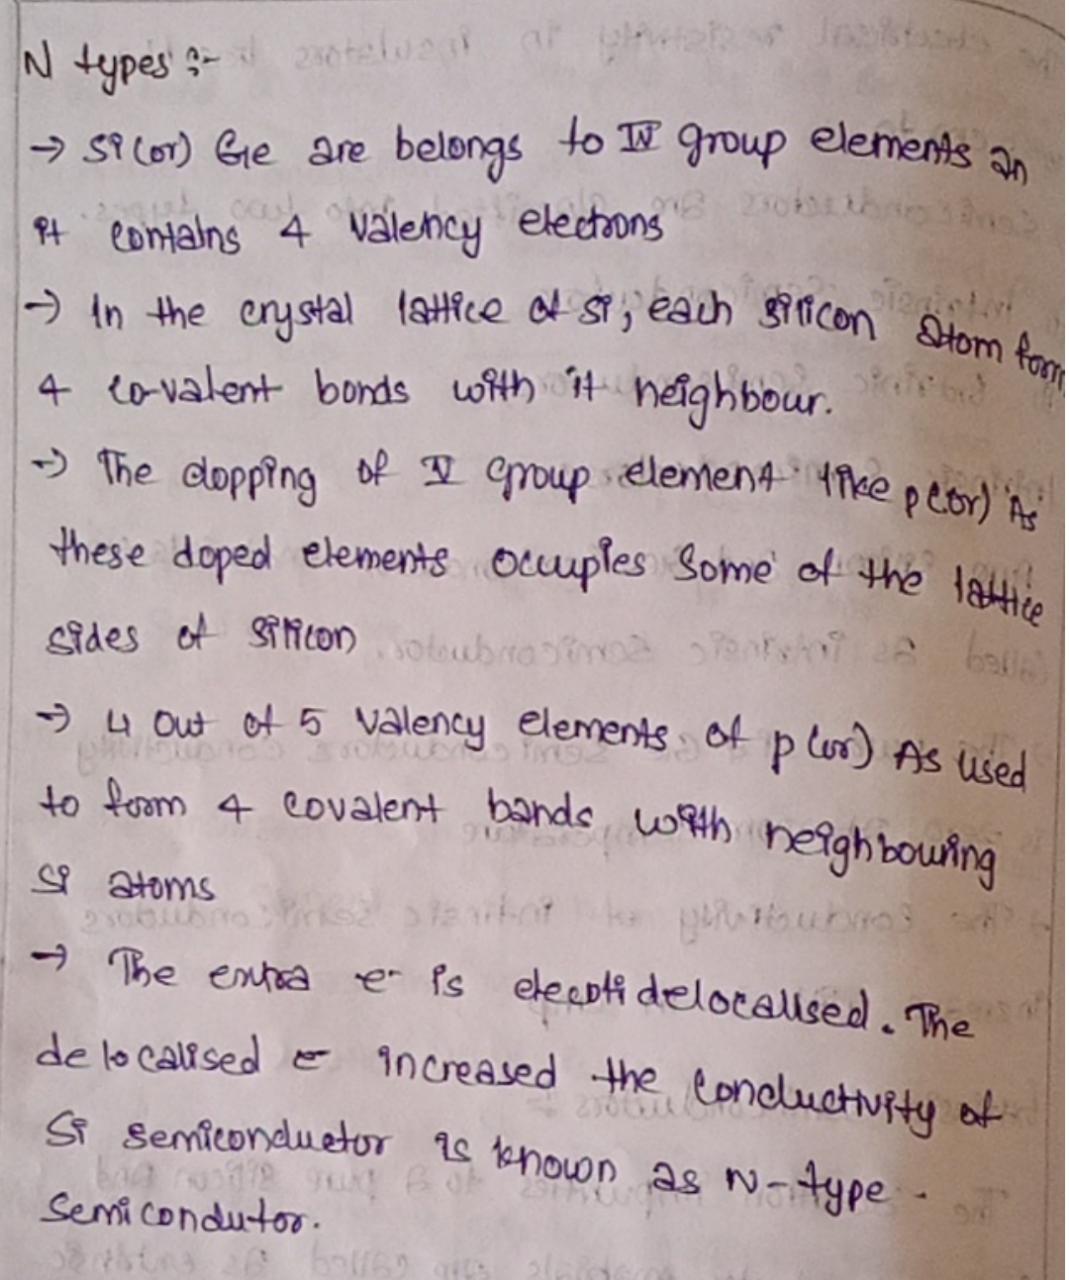 N types :-
→ Si (or) Ge are belongs to IV group elements an
it contains 4 valency electrons
→ In the crystal lattice of si, each silicon atom form
4 co-valent bonds with it neighbour.
→ The dopping of V group element like p (or) As
these doped elements occupies some of the lattice
sides of silicon
→ 4 out of 5 valency elements of p (or) As used
to form 4 covalent bands with neighbouring
si atoms
→ The extra e- is delocalised. The
delocalised e- increased the conductivity of
Si semiconductor is known as N-type.
Semicondutor.